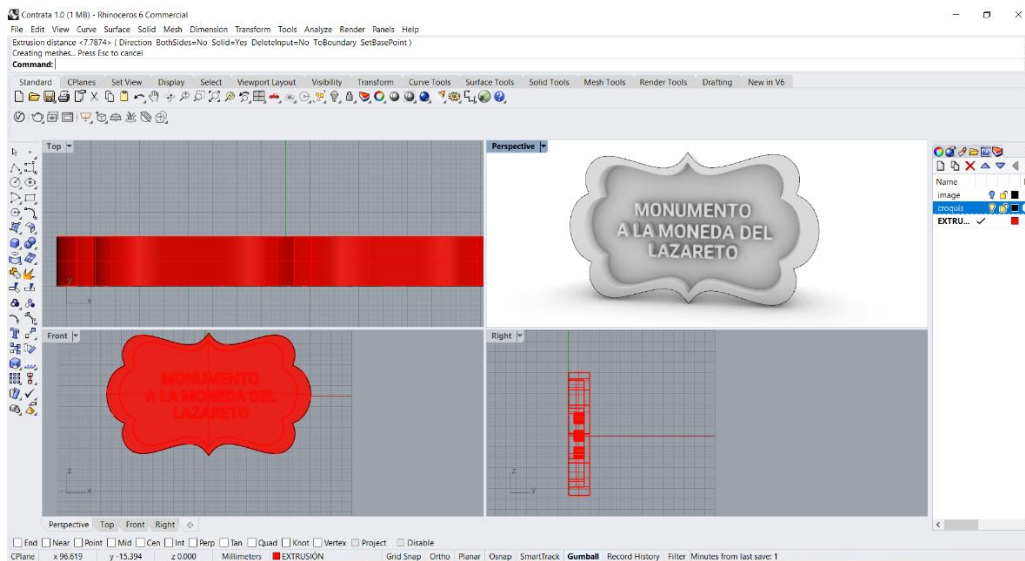 Contrata 1.0 (1 MB) - Rhinoceros 6 Commercial
File Edit View Curve Surface Solid Mesh Dimension Transform Tools Analyze Render Panels Help
Extrusion distance <7.7874> ( Direction BothSides=No Solid=Yes DeleteInput=No ToBoundary SetBasePoint )
Creating meshes... Press Esc to cancel
Command:
Standard CPlanes Set View Display Select Viewport Layout Visibility Transform Curve Tools Surface Tools Solid Tools Mesh Tools Render Tools Drafting New in V6
Top
x
Perspective
MONUMENTO
A LA MONEDA DEL
LAZARETO
Name
image
croquis
EXTRU...
Front
MONUMENTO
A LA MONEDA DEL
LAZARETO
z
x
Right
z
y
Perspective Top Front Right
End Near Point Mid Cen Int Perp Tan Quad Knot Vertex Project Disable
CPlane x 96.619 y -15.394 z 0.000 Millimeters EXTRUSIÓN Grid Snap Ortho Planar Osnap SmartTrack Gumball Record History Filter Minutes from last save: 1